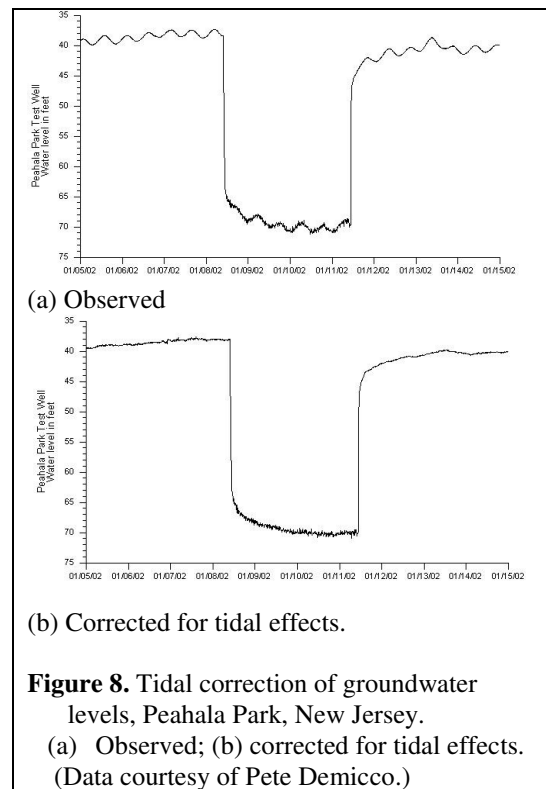 35
40
45
50
55
60
65
70
75
Peahala Park Test Well
Water level in feet
01/05/02 01/06/02 01/07/02 01/08/02 01/09/02 01/10/02 01/11/02 01/12/02 01/13/02 01/14/02 01/15/02
(a) Observed
35
40
45
50
55
60
65
70
75
Peahala Park Test Well
Water level in feet
01/05/02 01/06/02 01/07/02 01/08/02 01/09/02 01/10/02 01/11/02 01/12/02 01/13/02 01/14/02 01/15/02
(b) Corrected for tidal effects.
Figure 8. Tidal correction of groundwater
levels, Peahala Park, New Jersey.
(a) Observed; (b) corrected for tidal effects.
(Data courtesy of Pete Demicco.)